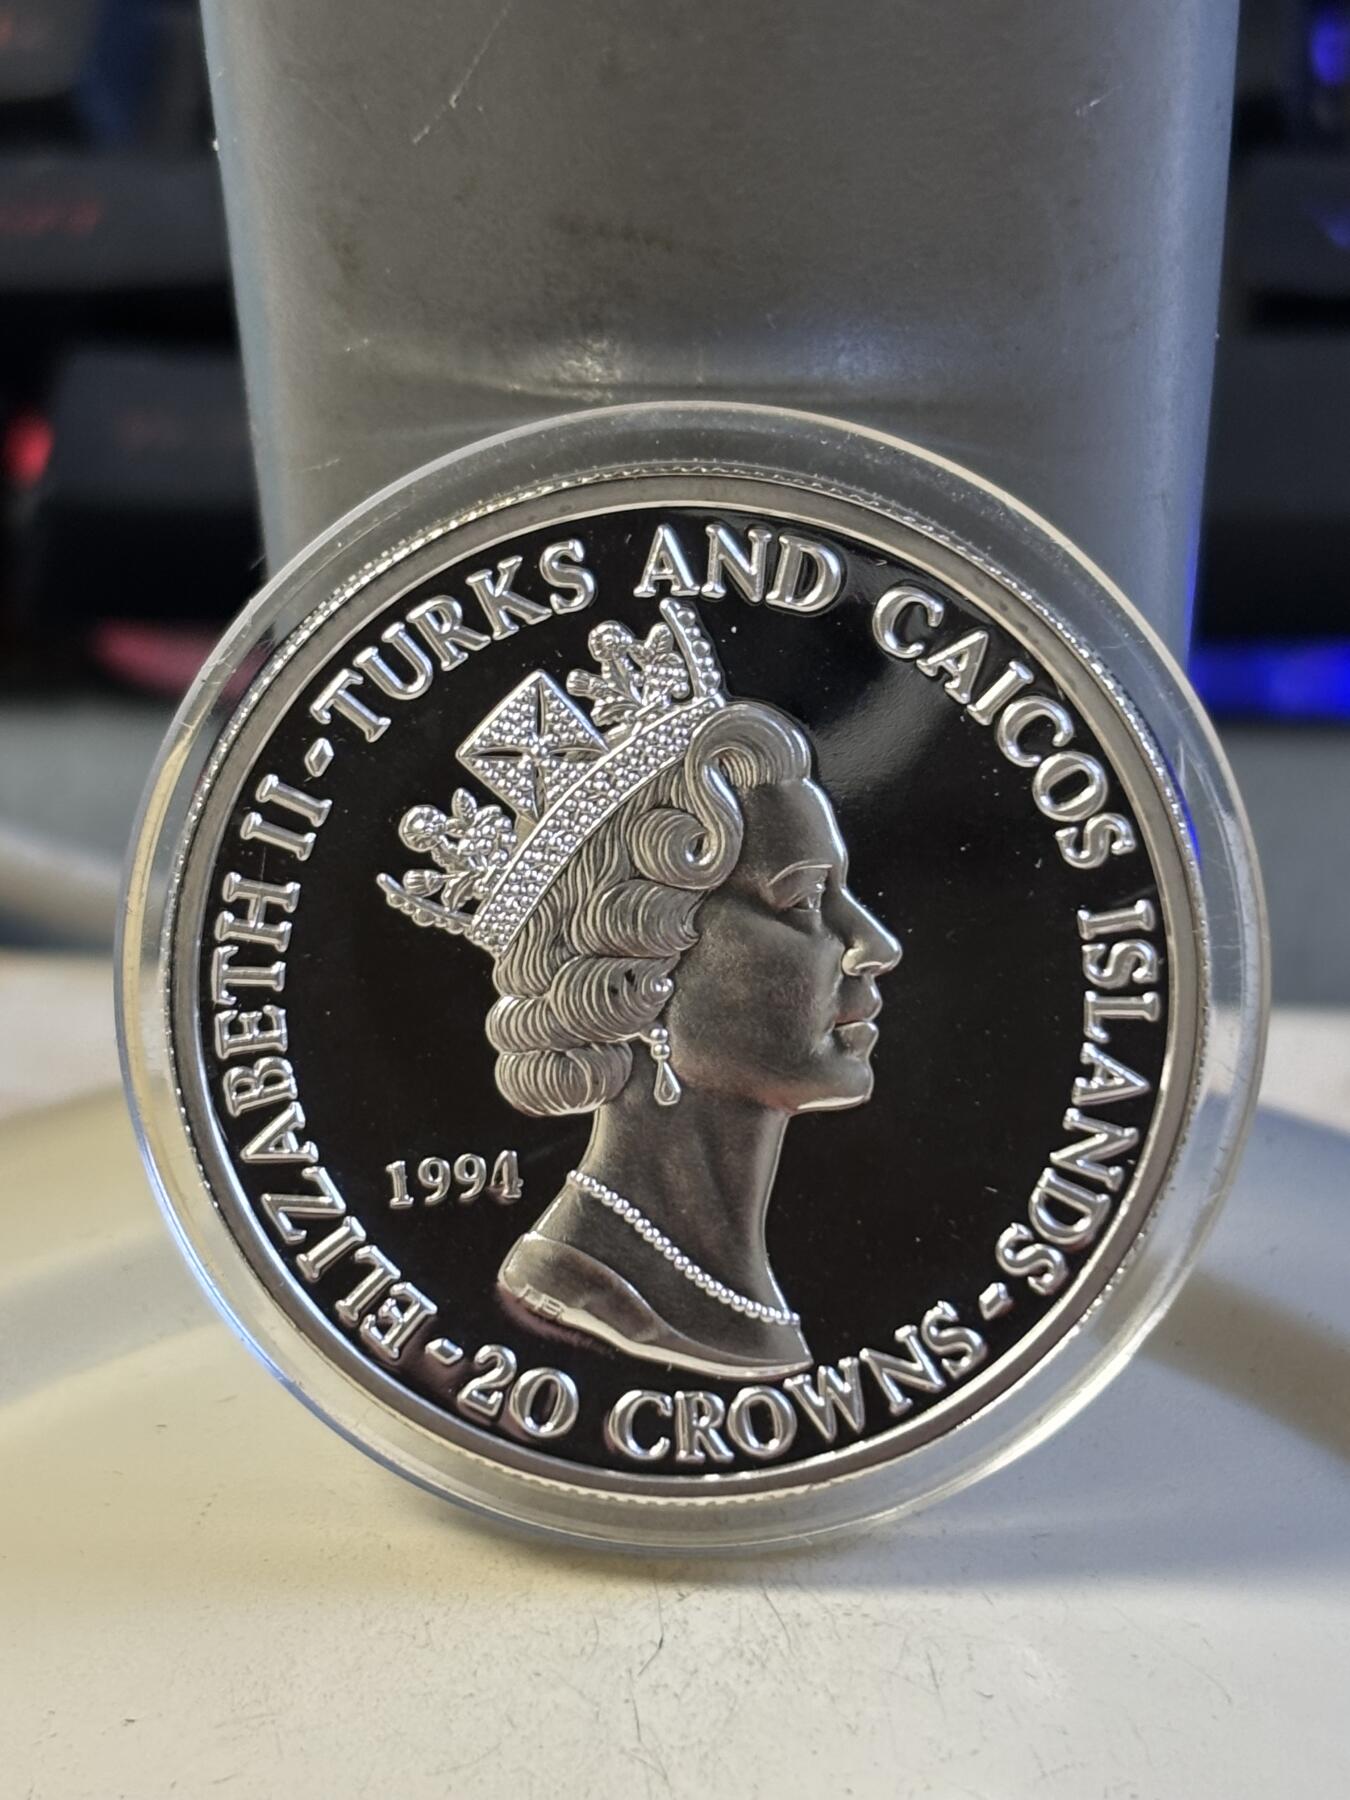 ELIZABETH II - TURKS AND CAICOS ISLANDS - 20 CROWNS -
1994